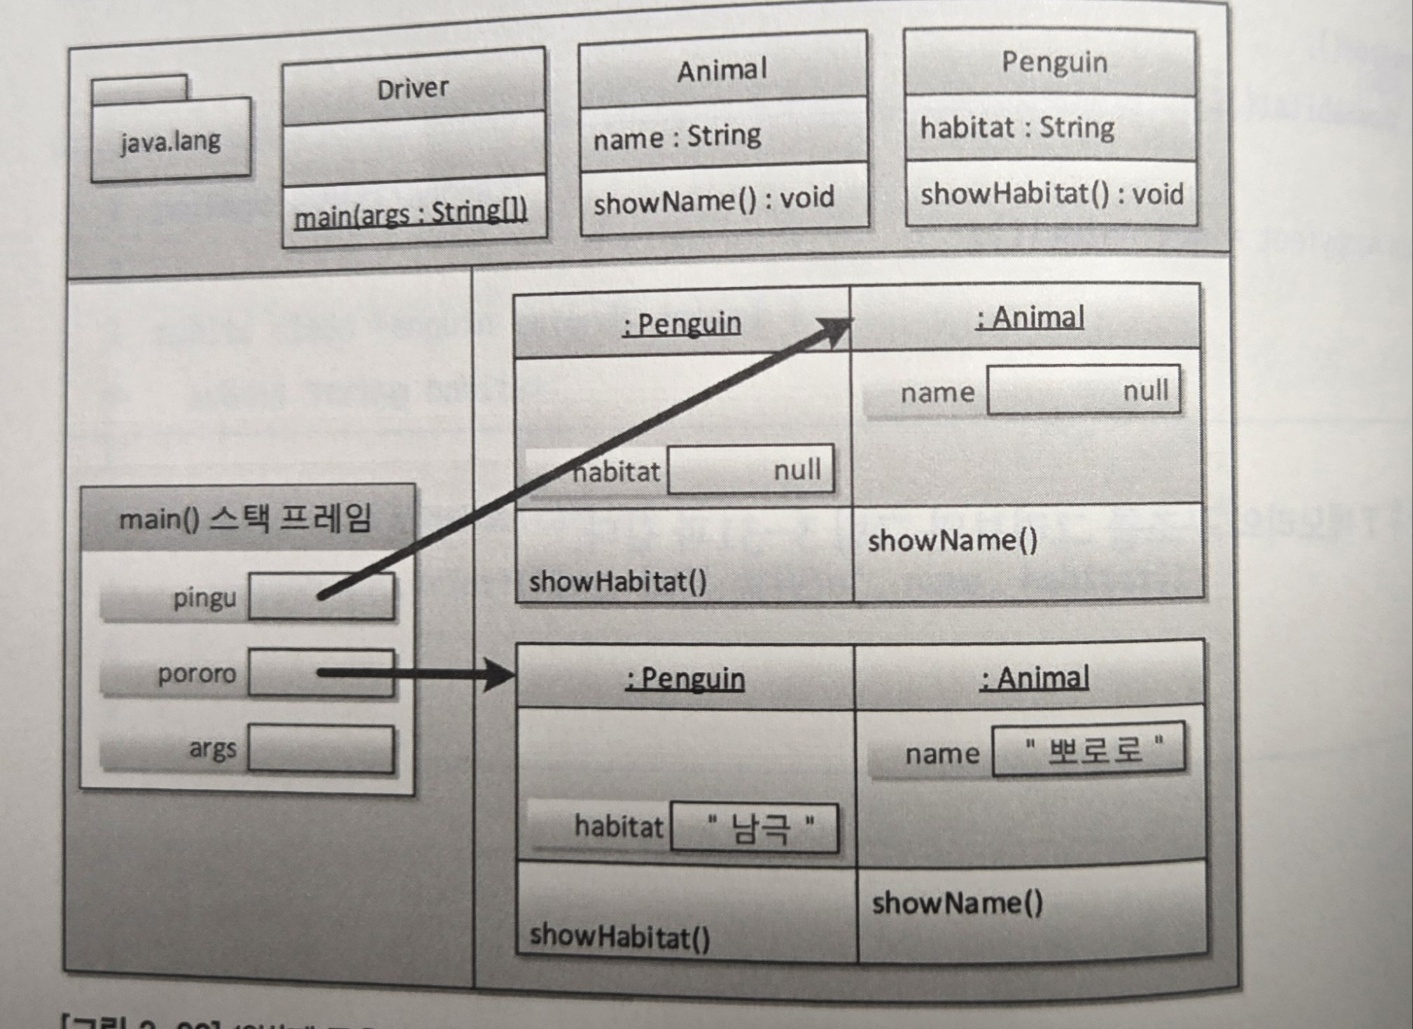 java.lang
Driver
main(args : String[])
Animal
name : String
showName() : void
Penguin
habitat : String
showHabitat() : void
main() 스택 프레임
pingu
pororo
args
: Penguin
habitat null
showHabitat()
: Animal
name null
showName()
: Penguin
habitat " 남극 "
showHabitat()
: Animal
name " 뽀로로 "
showName()